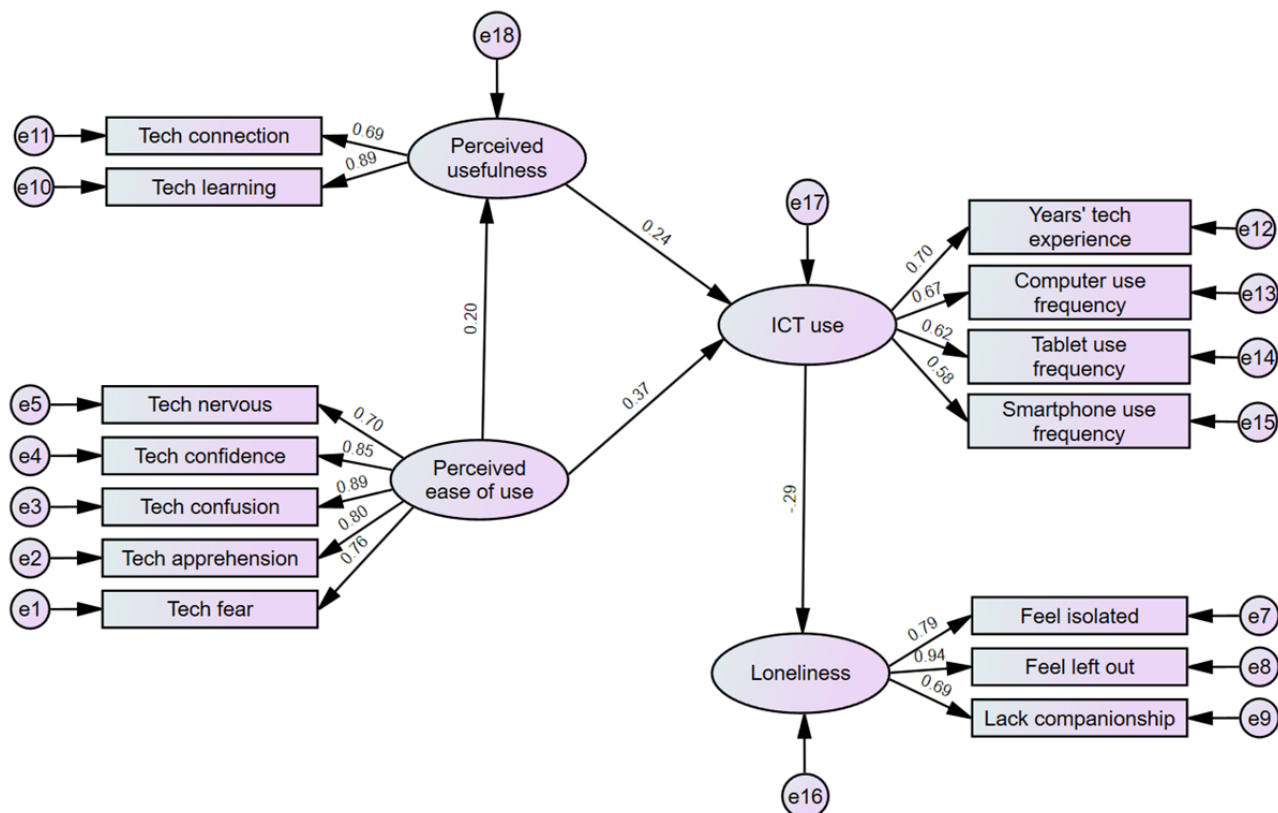 e18
e11
Tech connection
0.69
Perceived
usefulness
e10
Tech learning
0.89
e17
0.24
Years' tech
experience
e12
0.70
Computer use
frequency
e13
0.67
ICT use
0.20
Tablet use
frequency
e14
0.62
Smartphone use
frequency
e15
0.58
0.37
e5
Tech nervous
0.70
e4
Tech confidence
0.85
Perceived
ease of use
e3
Tech confusion
0.89
e2
Tech apprehension
0.80
e1
Tech fear
0.76
-.29
Feel isolated
e7
0.79
Loneliness
0.94
Feel left out
e8
0.69
Lack companionship
e9
e16